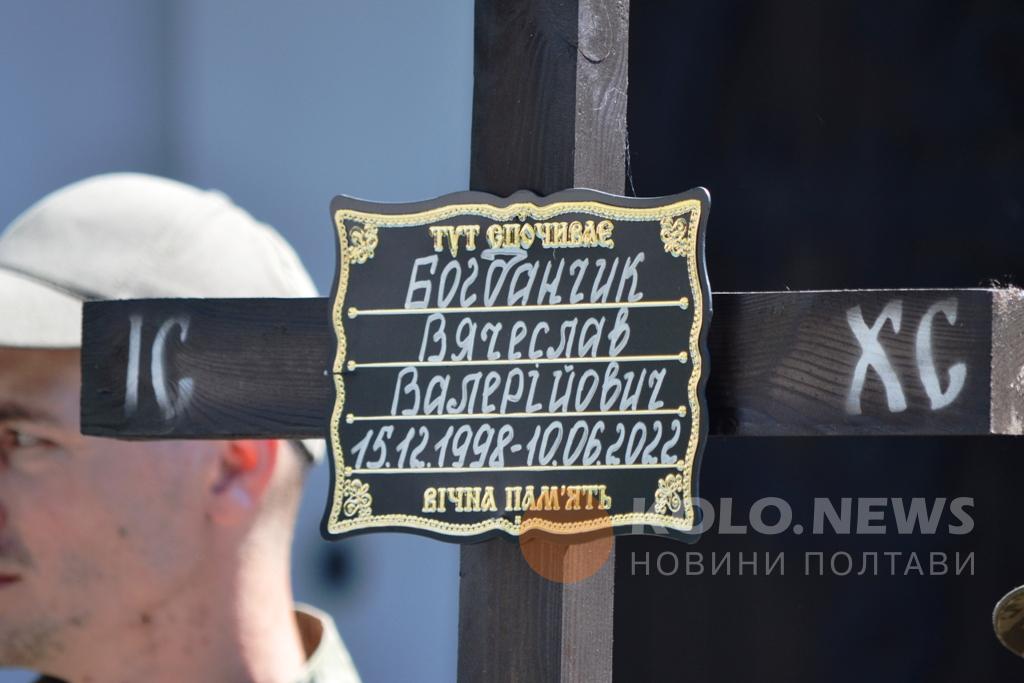 ТУТ СПОЧИВАЄ
Богданчик
Вячеслав
Валерійович
15.12.1998-10.06.2022
ВІЧНА ПАМ'ЯТЬ
ІС
ХС
KOLO.NEWS
НОВИНИ ПОЛТАВИ